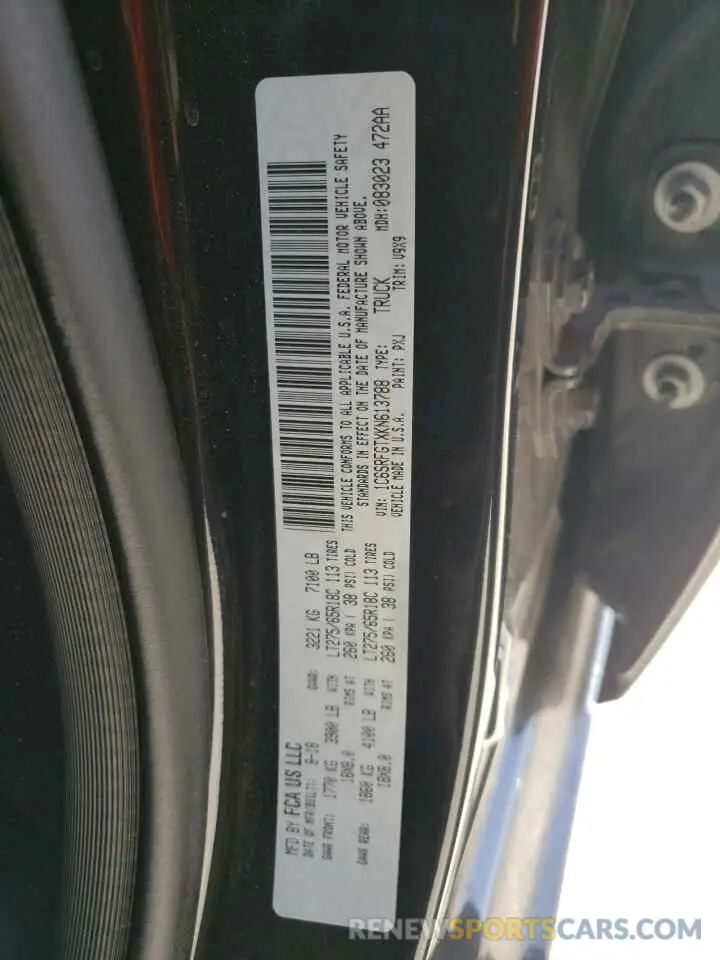 MFD BY FCA US LLC
DATE OF MFR(BUILT): 8-18 GVWR: 3221 KG 7100 LB
GAWR FRONT: 1770 KG 3900 LB WITH LT275/65R18C 113 TIRES
18X8.0 RIMS AT 260 KPA ( 38 PSI) COLD
GAWR REAR: 1860 KG 4100 LB WITH LT275/65R18C 113 TIRES
18X8.0 RIMS AT 260 KPA ( 38 PSI) COLD
THIS VEHICLE CONFORMS TO ALL APPLICABLE U.S.A. FEDERAL MOTOR VEHICLE SAFETY
STANDARDS IN EFFECT ON THE DATE OF MANUFACTURE SHOWN ABOVE.
VIN: 1C6SRFGTXKN613788 TYPE: TRUCK MDH: 083023 472AA
VEHICLE MADE IN U.S.A. PAINT: PXJ TRIM: V9X9
RENEWSPORTSCARS.COM